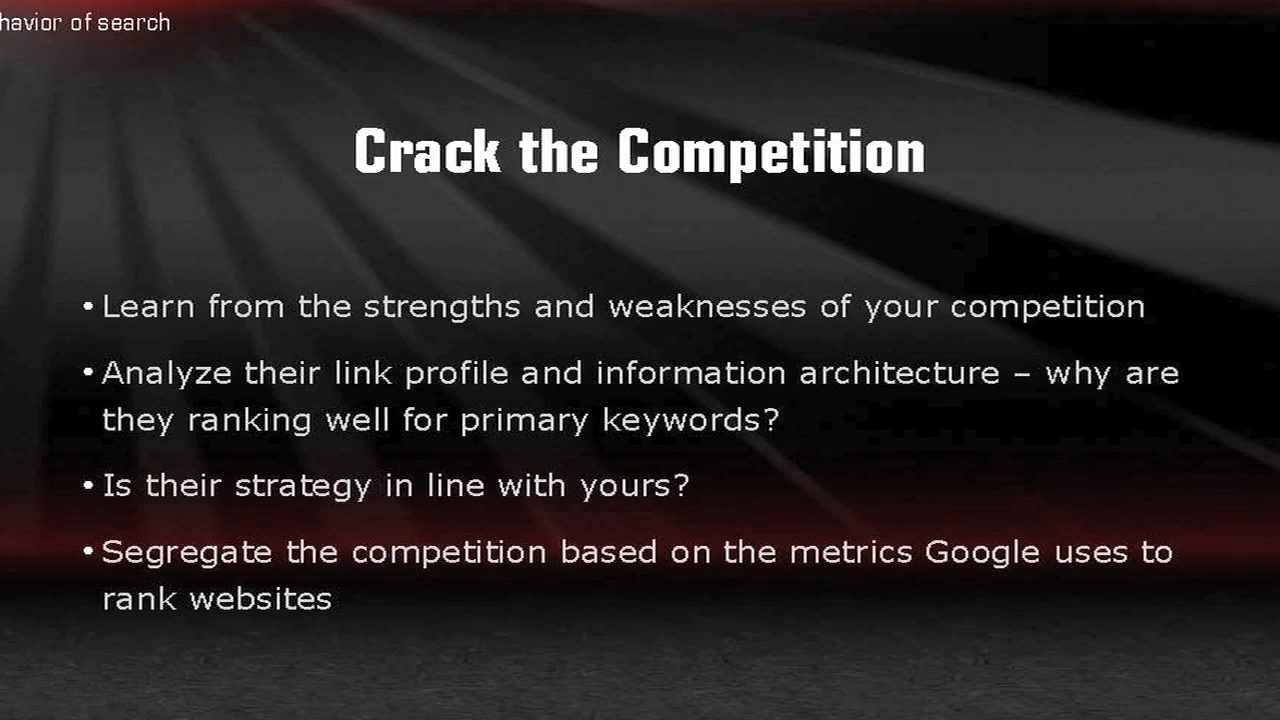 of search
Crack the Competition
• Learn from the strengths and weaknesses of your competition
• Analyze their link profile and information architecture – why are
they ranking well for primary keywords?
• Is their strategy in line with yours?
• Segregate the competition based on the metrics Google uses to
rank websites